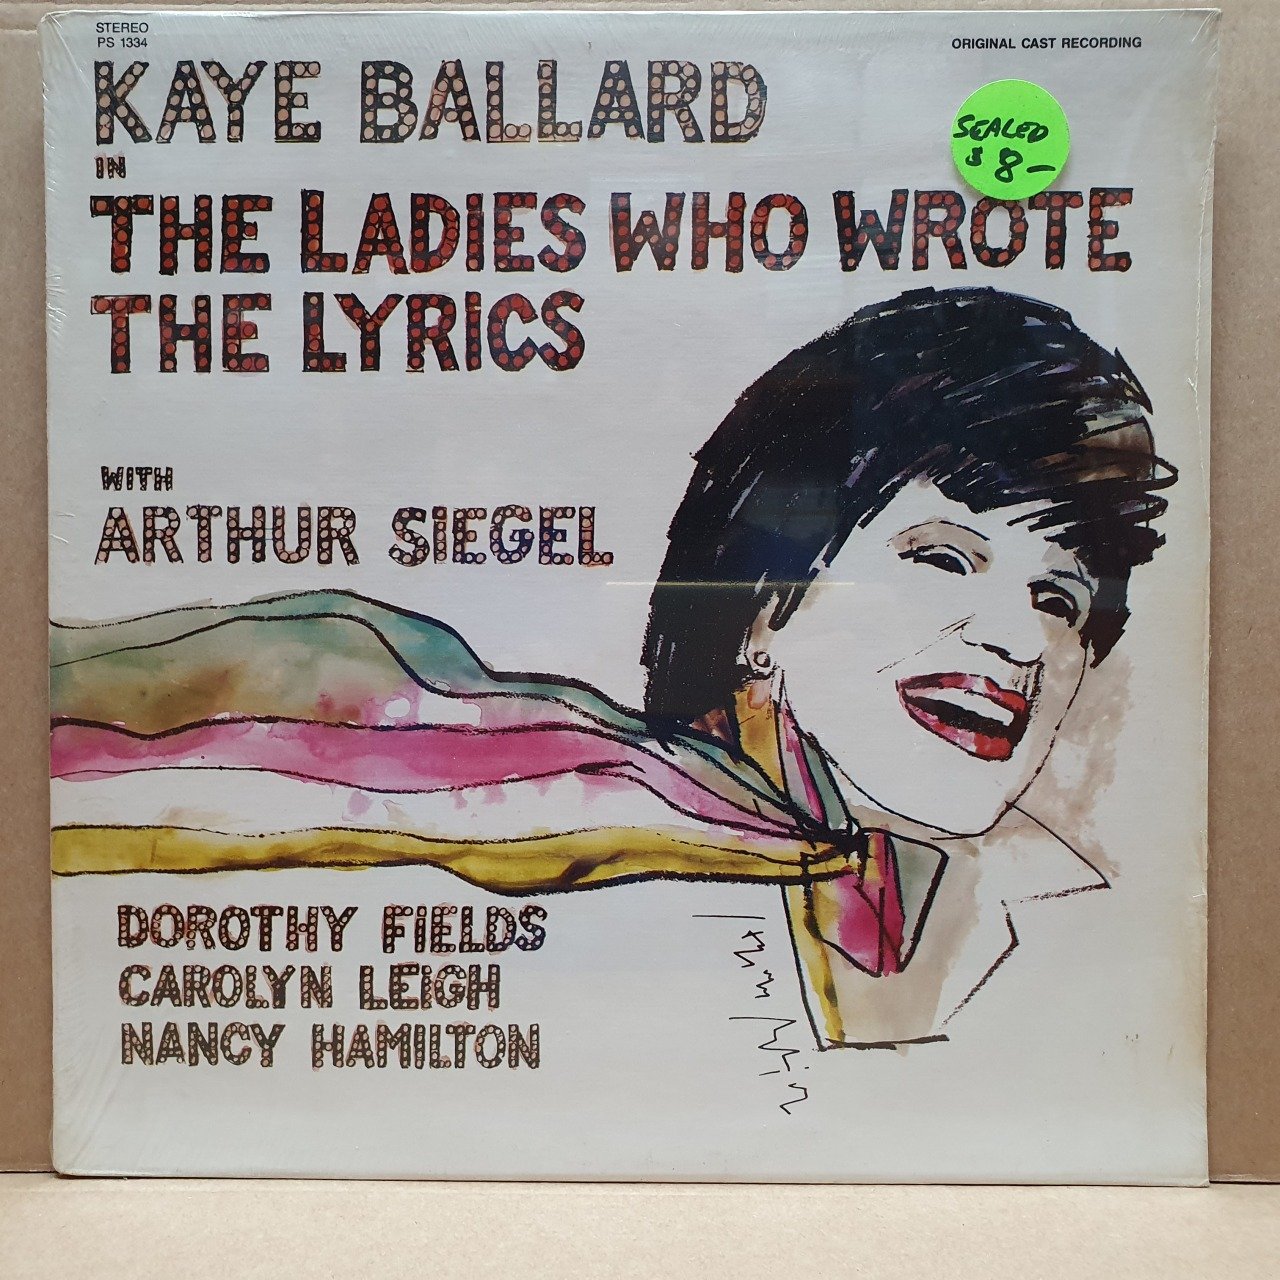 STEREO
PS 1334
ORIGINAL CAST RECORDING
KAYE BALLARD
IN
THE LADIES WHO WROTE
THE LYRICS
SEALED
$8-
WITH
ARTHUR SIEGEL
DOROTHY FIELDS
CAROLYN LEIGH
NANCY HAMILTON